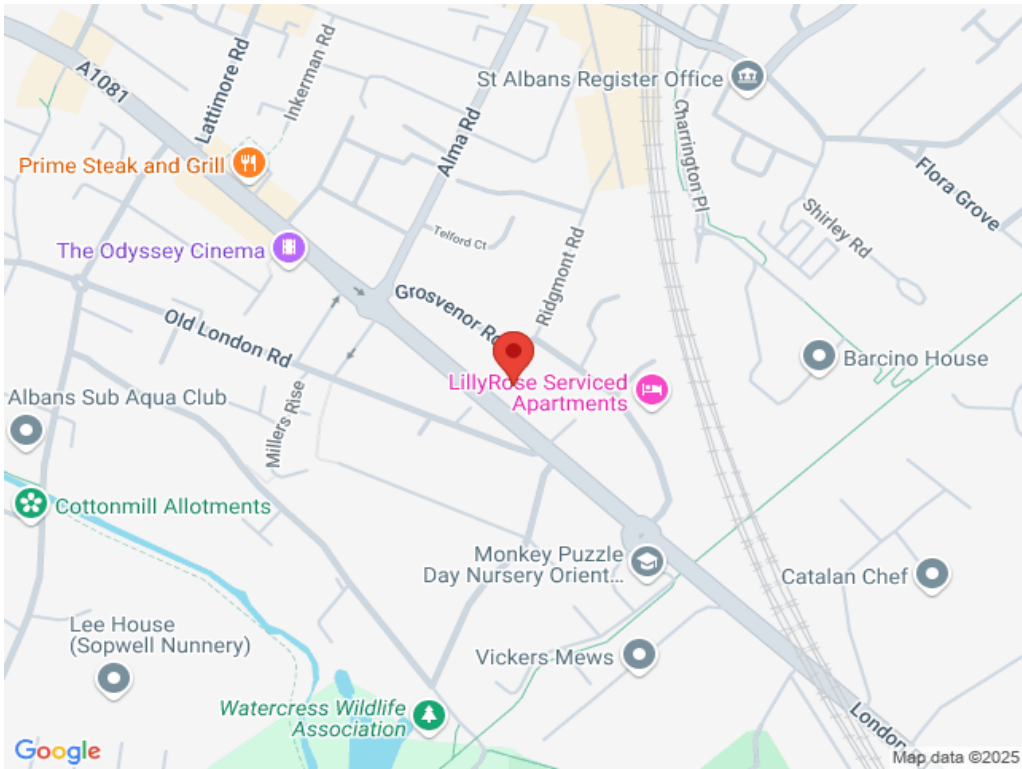 A1081
Lattimore Rd
Inkerman Rd
Alma Rd
St Albans Register Office
Charrington Pl
Flora Grove
Prime Steak and Grill
Shirley Rd
The Odyssey Cinema
Telford Ct
Ridgmont Rd
Grosvenor
Old London Rd
Barcino House
LillyRose Serviced
Apartments
Albans Sub Aqua Club
Millers Rise
Cottonmill Allotments
Monkey Puzzle
Day Nursery Orient...
Catalan Chef
Lee House
(Sopwell Nunnery)
Vickers Mews
Watercress Wildlife
Association
London
Google
Map data ©2025